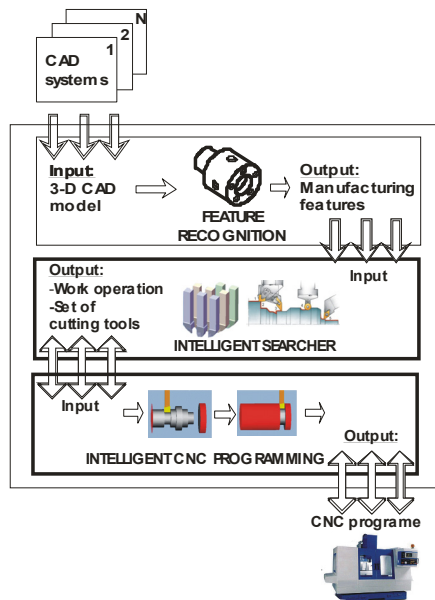 N
2
1
CAD
systems
Input:
3-D CAD
model
Output:
Manufacturing
features
FEATURE
RECOGNITION
Input
Output:
-Work operation
-Set of
cutting tools
INTELLIGENT SEARCHER
Input
Output:
INTELLIGENT CNC PROGRAMMING
CNC programe